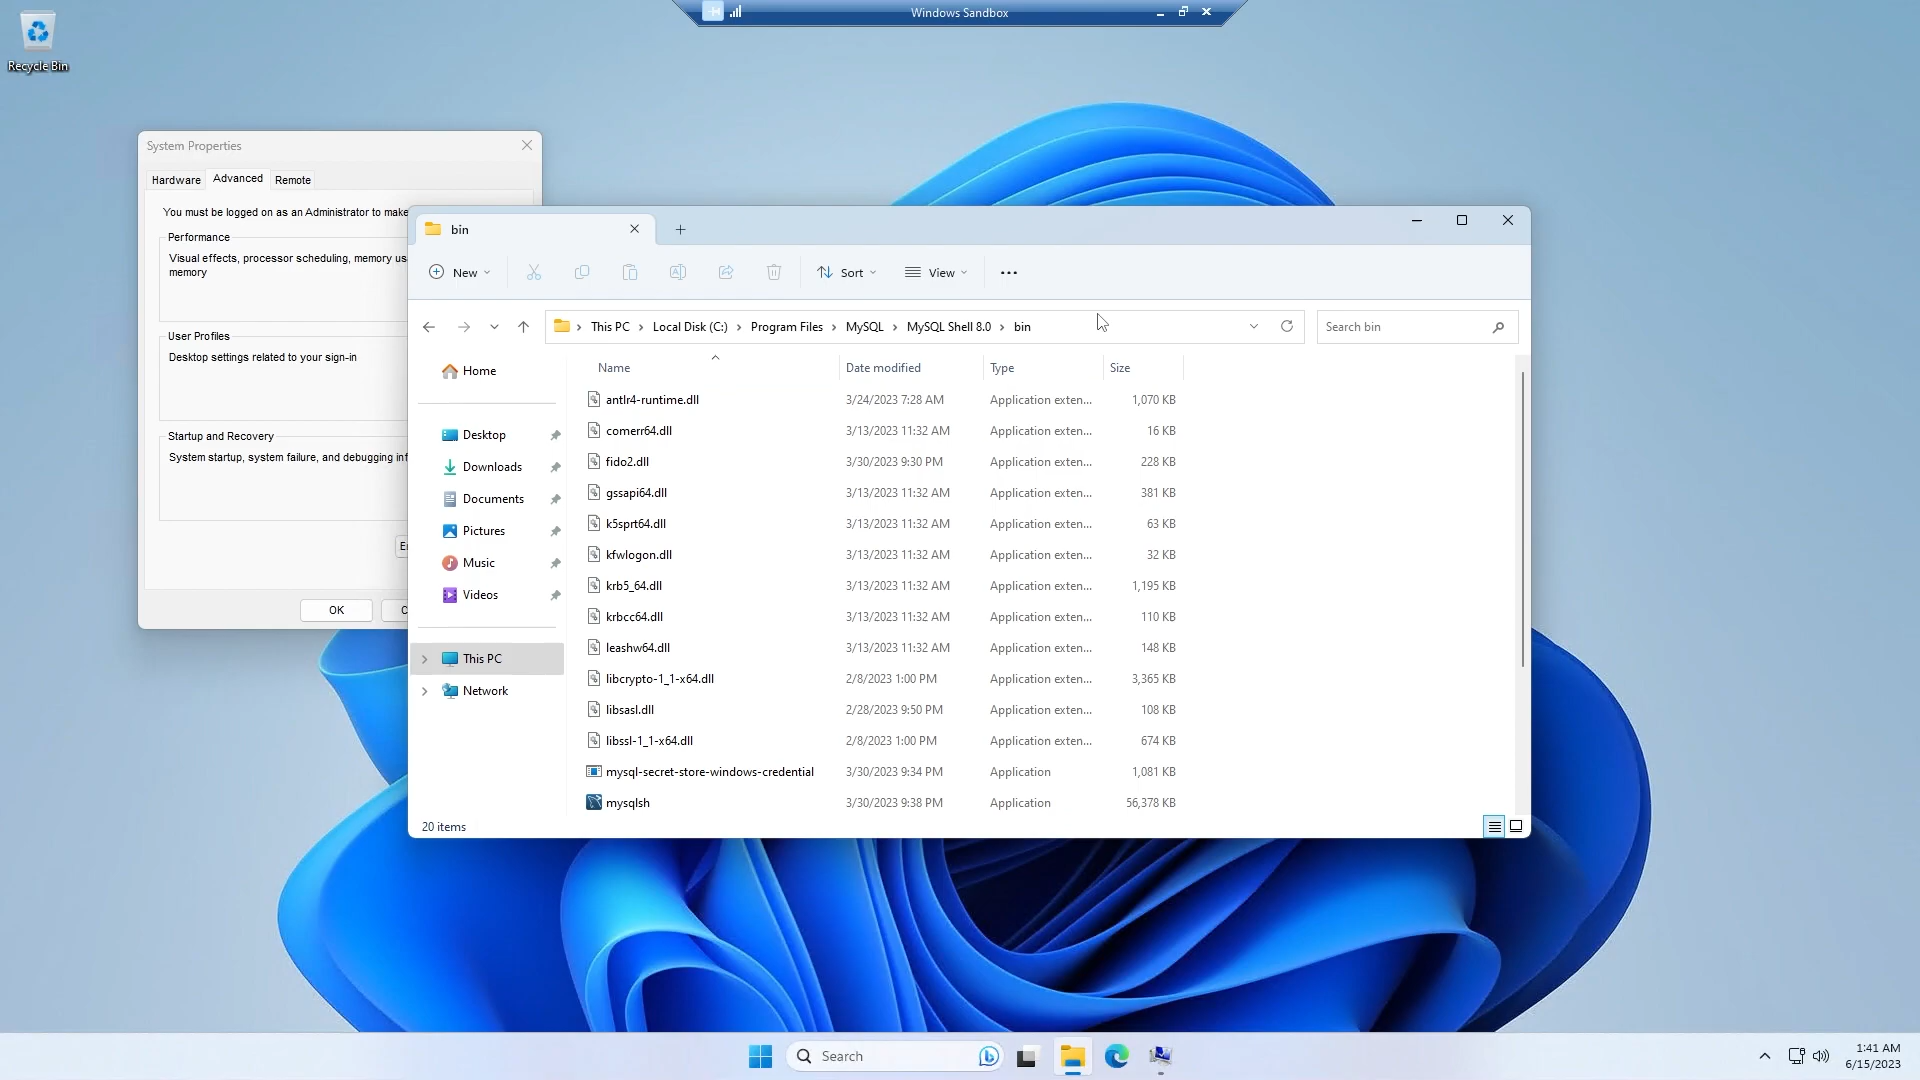 Windows Sandbox
Recycle Bin
System Properties
Hardware Advanced Remote
You must be logged on as an Administrator to make
Performance
Visual effects, processor scheduling, memory us
memory
User Profiles
Desktop settings related to your sign-in
Startup and Recovery
System startup, system failure, and debugging inf
OK
bin
New
Sort
View
This PC > Local Disk (C:) > Program Files > MySQL > MySQL Shell 8.0 > bin
Search bin
Home
Desktop
Downloads
Documents
Pictures
Music
Videos
This PC
Network
Name Date modified Type Size
antlr4-runtime.dll 3/24/2023 7:28 AM Application exten... 1,070 KB
comerr64.dll 3/13/2023 11:32 AM Application exten... 16 KB
fido2.dll 3/30/2023 9:30 PM Application exten... 228 KB
gssapi64.dll 3/13/2023 11:32 AM Application exten... 381 KB
k5sprt64.dll 3/13/2023 11:32 AM Application exten... 63 KB
kfwlogon.dll 3/13/2023 11:32 AM Application exten... 32 KB
krb5_64.dll 3/13/2023 11:32 AM Application exten... 1,195 KB
krbcc64.dll 3/13/2023 11:32 AM Application exten... 110 KB
leashw64.dll 3/13/2023 11:32 AM Application exten... 148 KB
libcrypto-1_1-x64.dll 2/8/2023 1:00 PM Application exten... 3,365 KB
libsasl.dll 2/28/2023 9:50 PM Application exten... 108 KB
libssl-1_1-x64.dll 2/8/2023 1:00 PM Application exten... 674 KB
mysql-secret-store-windows-credential 3/30/2023 9:34 PM Application 1,081 KB
mysqlsh 3/30/2023 9:38 PM Application 56,378 KB
20 items
Search
1:41 AM
6/15/2023